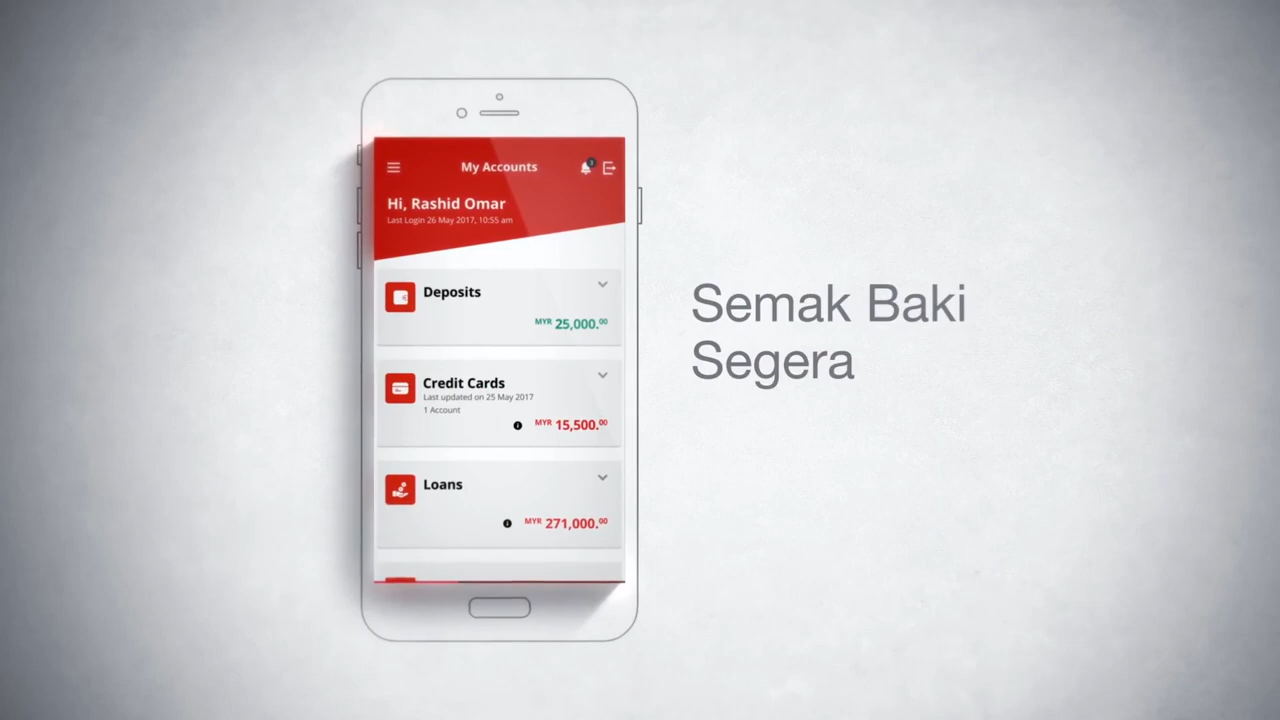 My Accounts
3
Hi, Rashid Omar
Last Login 26 May 2017, 10:55 am
Deposits
MYR 25,000.00
Credit Cards
Last updated on 25 May 2017
1 Account
MYR 15,500.00
Loans
MYR 271,000.00
Semak Baki
Segera